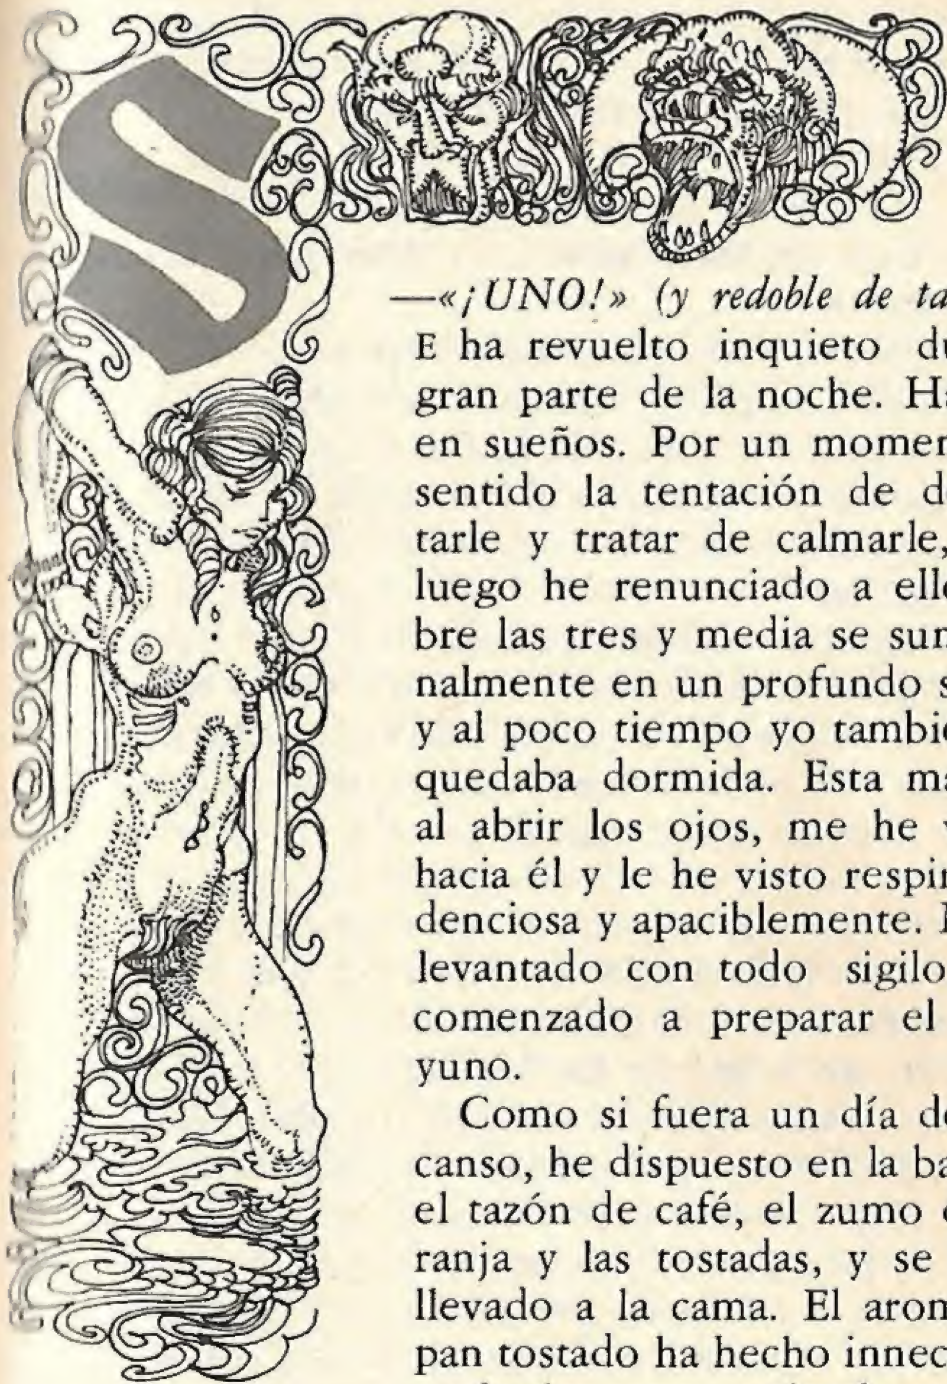 S
—«¡UNO!» (y redoble de ta
E ha revuelto inquieto du
gran parte de la noche. Ha
en sueños. Por un momen
sentido la tentación de d
tarle y tratar de calmarle,
luego he renunciado a ell
bre las tres y media se su
nalmente en un profundo s
y al poco tiempo yo tambié
quedaba dormida. Esta ma
al abrir los ojos, me he v
hacia él y le he visto respi
denciosa y apaciblemente.
levantado con todo sigilo
comenzado a preparar el
yuno.
Como si fuera un día d
canso, he dispuesto en la ba
el tazón de café, el zumo
ranja y las tostadas, y se
llevado a la cama. El aro
pan tostado ha hecho innec